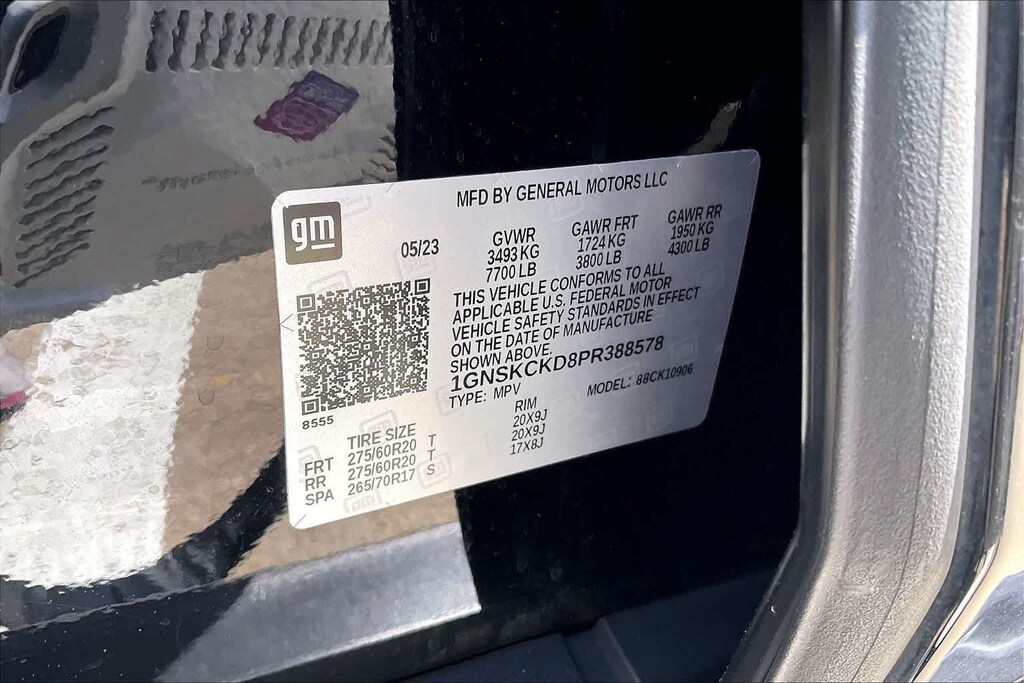 MFD BY GENERAL MOTORS LLC
gm
05/23
GVWR GAWR FRT GAWR RR
3493 KG 1724 KG 1950 KG
7700 LB 3800 LB 4300 LB
THIS VEHICLE CONFORMS TO ALL
APPLICABLE U.S. FEDERAL MOTOR
VEHICLE SAFETY STANDARDS IN EFFECT
ON THE DATE OF MANUFACTURE
SHOWN ABOVE.
1GNSKCKD8PR388578
TYPE: MPV MODEL: 88CK10906
8555
TIRE SIZE RIM
FRT 275/60R20 T 20X9J
RR 275/60R20 T 20X9J
SPA 265/70R17 S 17X8J